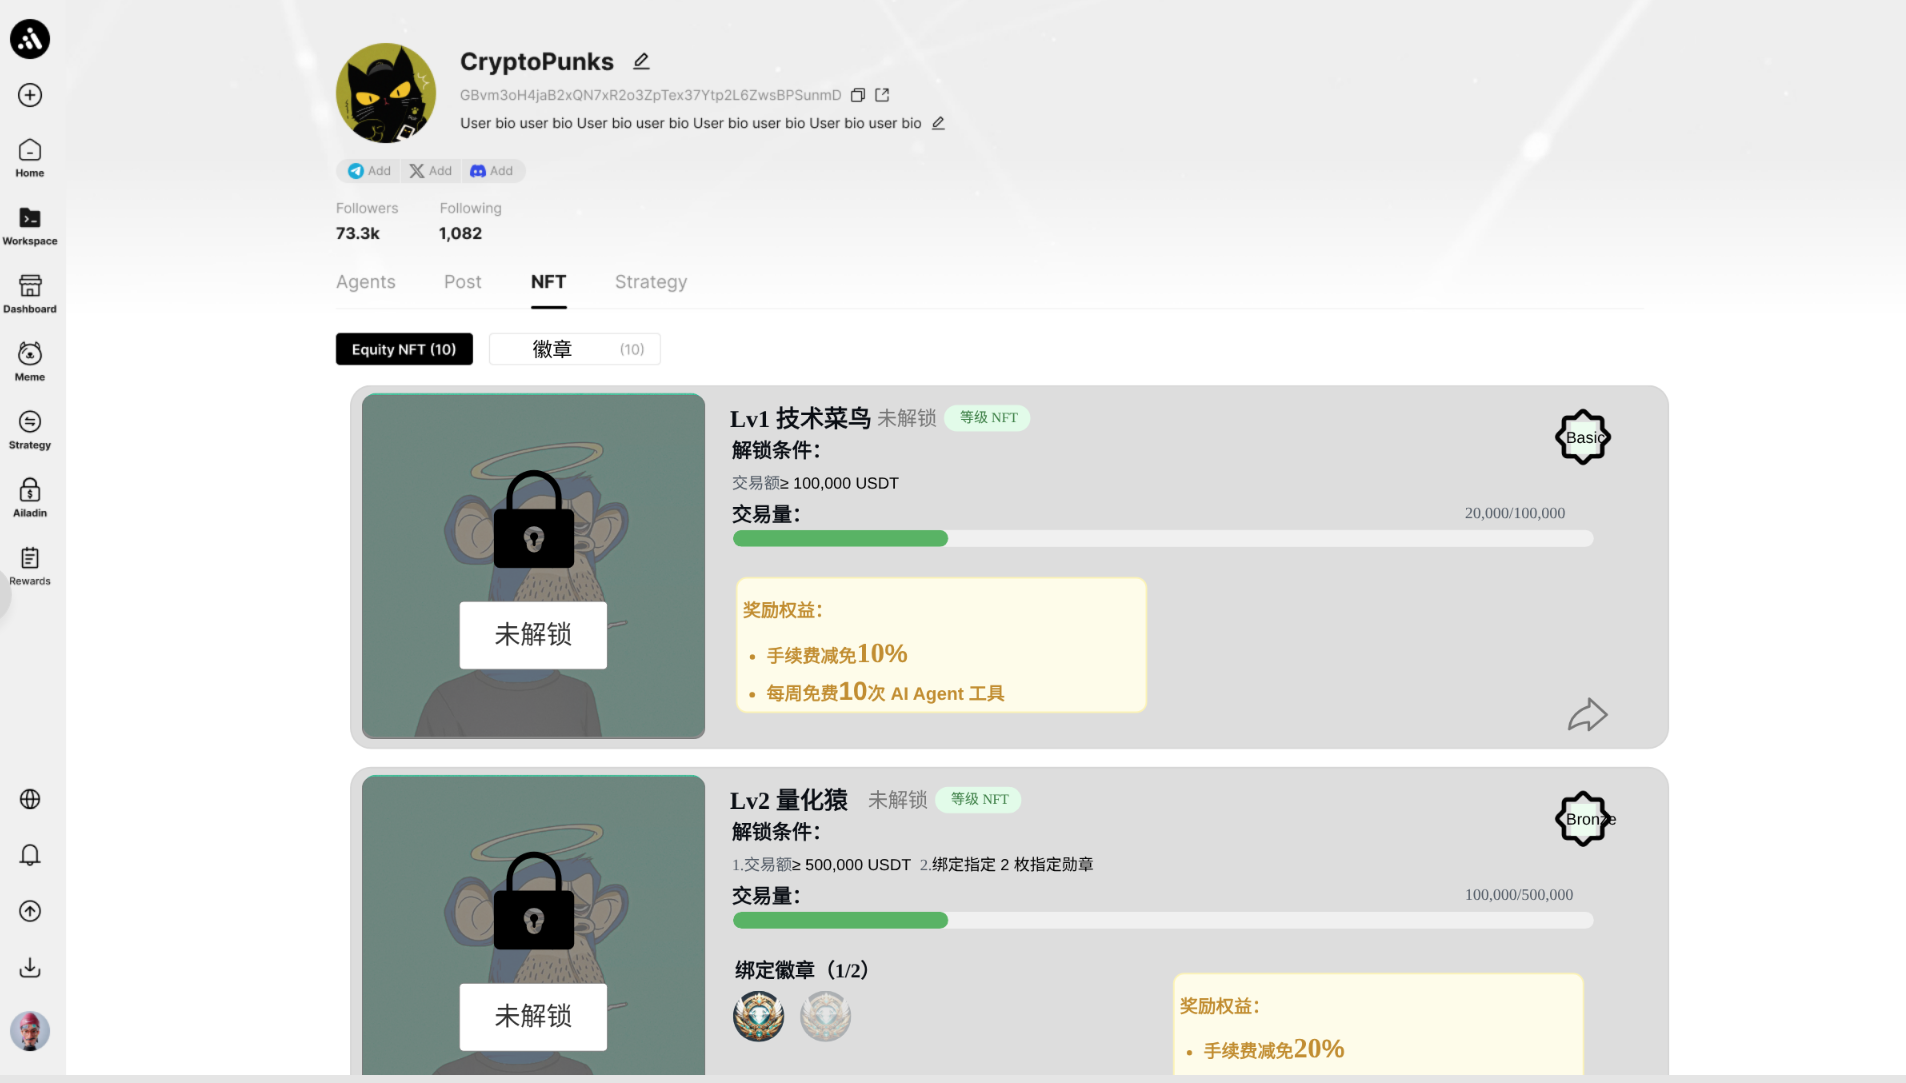 CryptoPunks
GBvm3oH4jaB2xQN7xR2o3ZpTex37Ytp2L6ZwsBPSunmD
User bio user bio User bio user bio User bio user bio User bio user bio
Add Add Add
Followers Following
73.3k 1,082
Agents Post NFT Strategy
Equity NFT (10) 徽章 (10)
Home
Workspace
Dashboard
Meme
Strategy
Ailadin
Rewards
Lv1 技术菜鸟 未解锁 等级 NFT
Basic
解锁条件：
交易额≥ 100,000 USDT
交易量：
20,000/100,000
未解锁
奖励权益：
• 手续费减免10%
• 每周免费10次 AI Agent 工具
Lv2 量化猿 未解锁 等级 NFT
Bronze
解锁条件：
1.交易额≥ 500,000 USDT 2.绑定指定 2 枚指定勋章
交易量：
100,000/500,000
未解锁
绑定徽章（1/2）
奖励权益：
• 手续费减免20%